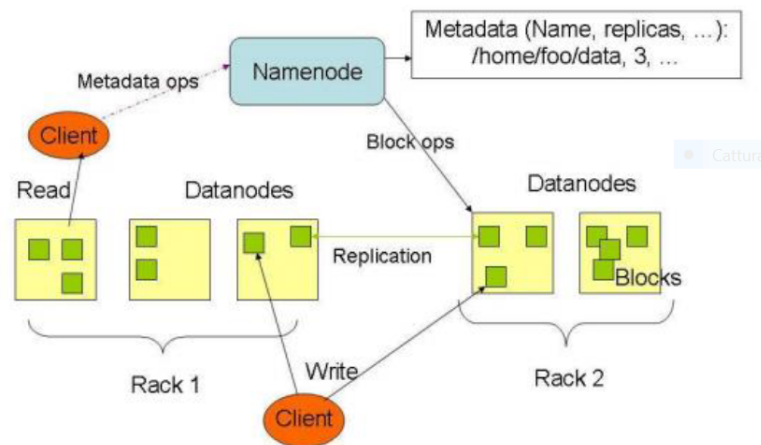 Metadata (Name, replicas, ...):
/home/foo/data, 3, ...
Namenode
Metadata ops
Client
Block ops
Read
Datanodes
Datanodes
Replication
Blocks
Rack 1
Write
Rack 2
Client